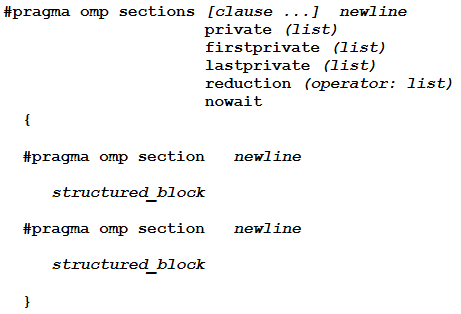 #pragma omp sections [clause ...]  newline
                     private (list)
                     firstprivate (list)
                     lastprivate (list)
                     reduction (operator: list)
                     nowait
  {
  #pragma omp section   newline
     structured_block
  #pragma omp section   newline
     structured_block
  }